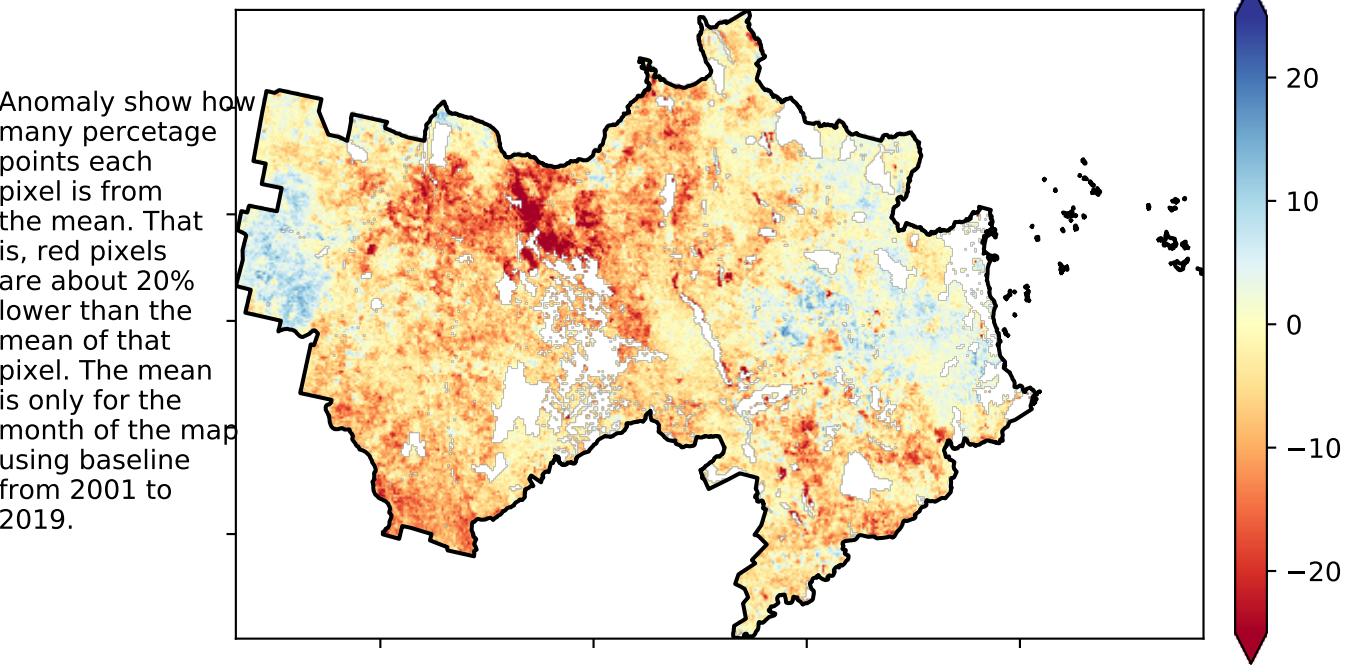 Anomaly show how
many percetage
points each
pixel is from
the mean. That
is, red pixels
are about 20%
lower than the
mean of that
pixel. The mean
is only for the
month of the map
using baseline
from 2001 to
2019.
20
10
0
−10
−20